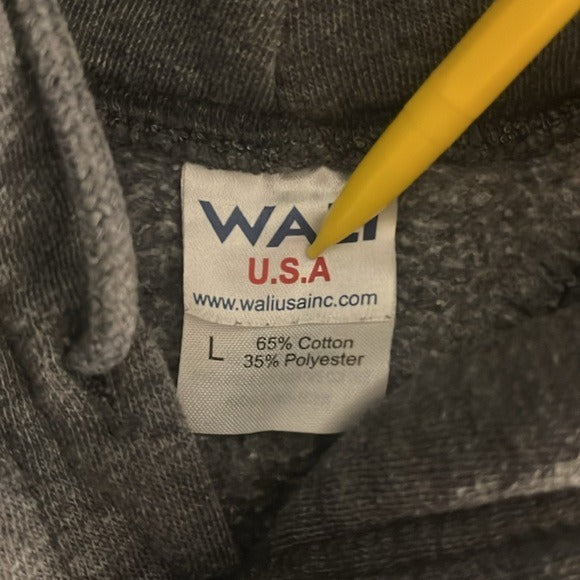 WALI
U.S.A
www.waliusainc.com
L
65% Cotton
35% Polyester